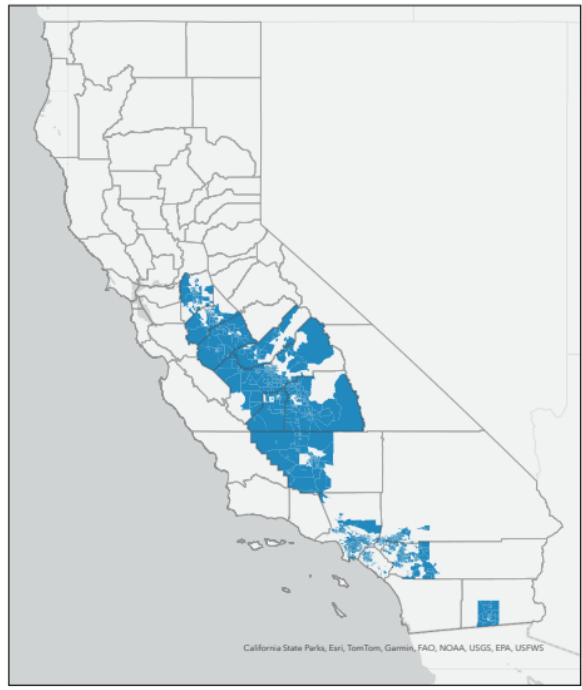 California State Parks, Esri, TomTom, Garmin, FAO, NOAA, USGS, EPA, USFWS